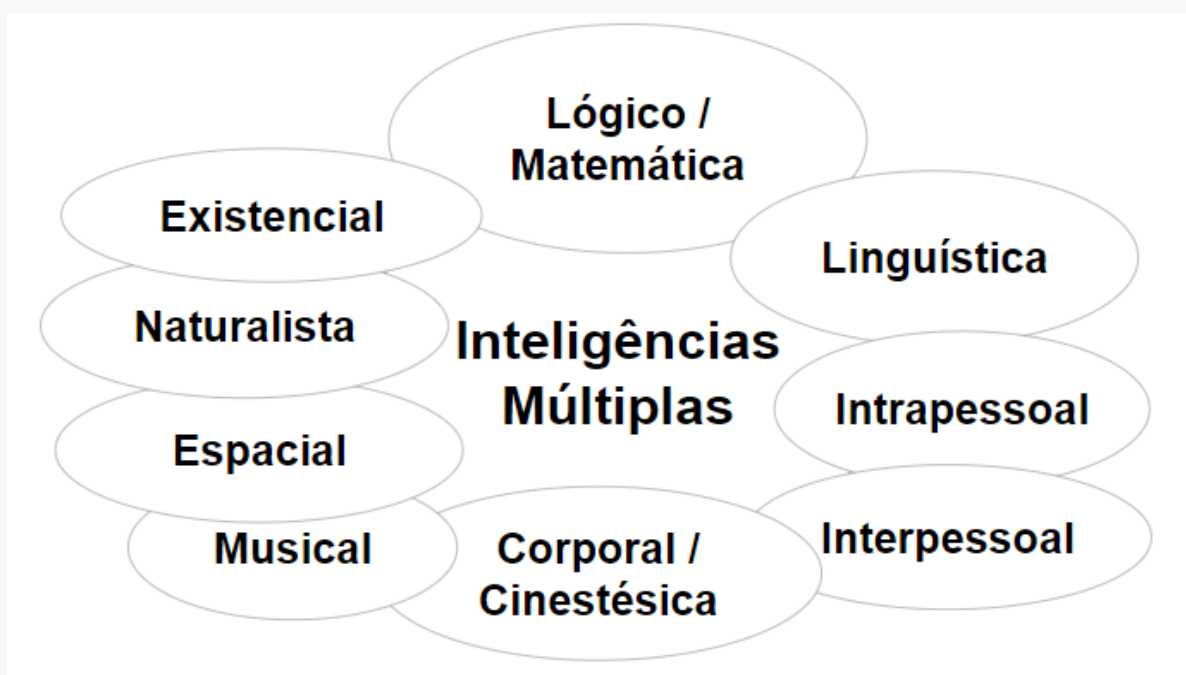 Lógico /
Matemática
Existencial
Linguística
Naturalista
Inteligências
Múltiplas
Intrapessoal
Espacial
Interpessoal
Musical
Corporal /
Cinestésica